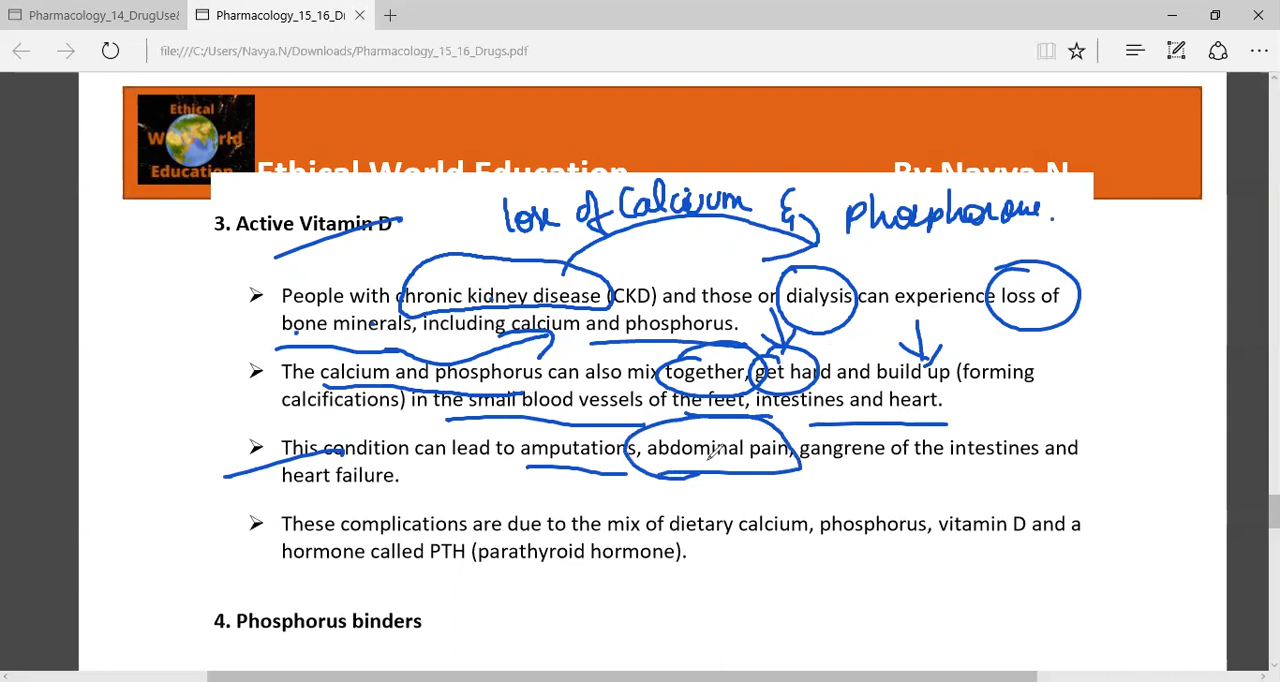 Pharmacology_14_DrugUse&
Pharmacology_15_16_D
file:///C:/Users/Navya.N/Downloads/Pharmacology_15_16_Drugs.pdf
Ethical
World
Education
Ethical World Education By Navya N
loss of Calcium & phosphorone.
3. Active Vitamin D
People with chronic kidney disease (CKD) and those on dialysis can experience loss of
bone minerals, including calcium and phosphorus.
The calcium and phosphorus can also mix together, get hard and build up (forming
calcifications) in the small blood vessels of the feet, intestines and heart.
This condition can lead to amputations, abdominal pain, gangrene of the intestines and
heart failure.
These complications are due to the mix of dietary calcium, phosphorus, vitamin D and a
hormone called PTH (parathyroid hormone).
4. Phosphorus binders